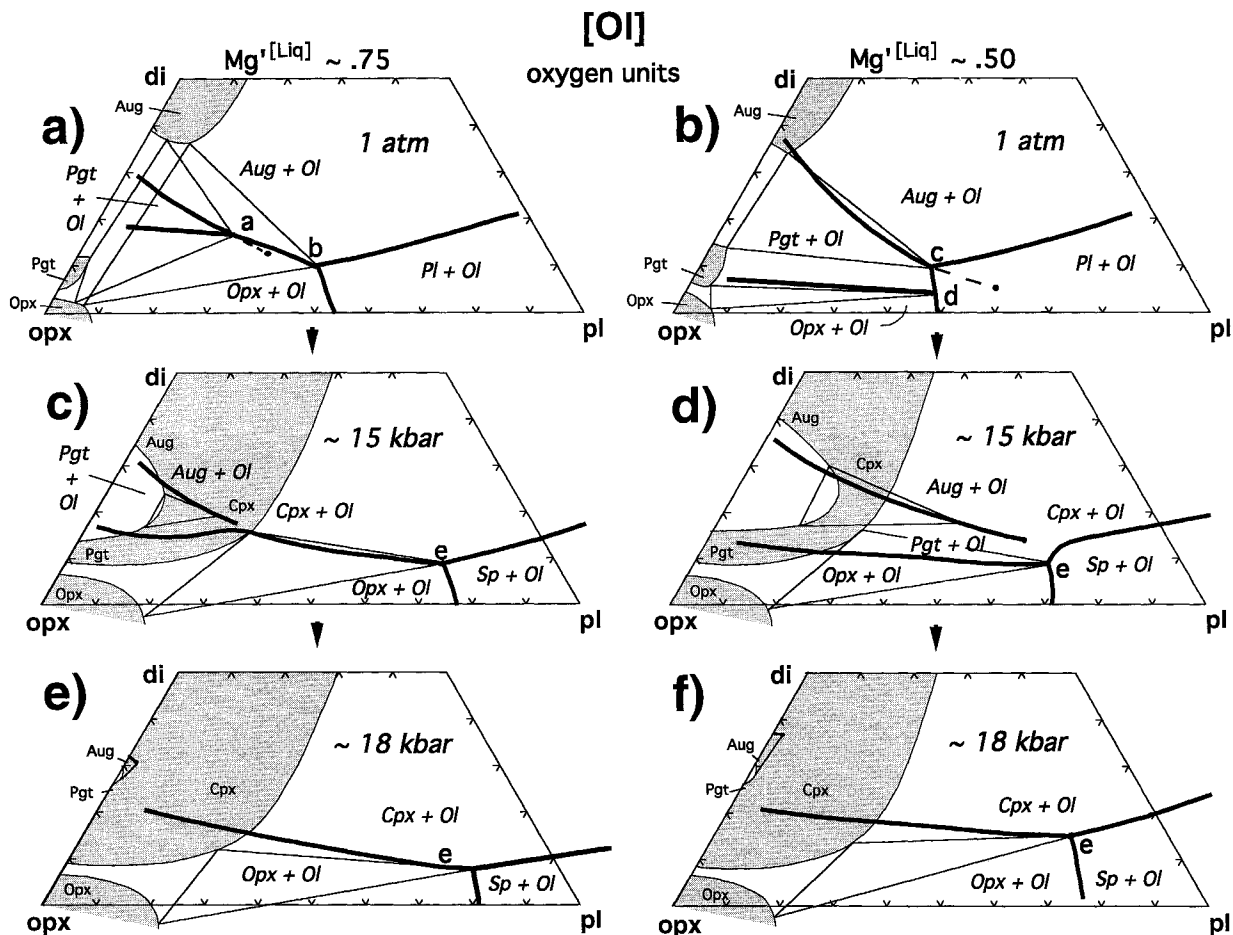 [Ol]
oxygen units
Mg'[Liq] ~ .75
Mg'[Liq] ~ .50
a)
di
Aug
1 atm
Pgt
+
Ol
Aug + Ol
a
b
Pgt
Opx
Opx + Ol
Pl + Ol
opx
pl
b)
di
Aug
1 atm
Aug + Ol
Pgt + Ol
c
Pl + Ol
Pgt
Opx
d
Opx + Ol
opx
pl
c)
di
Aug
~ 15 kbar
Pgt
+
Ol
Aug + Ol
Cpx
Cpx + Ol
Pgt
e
Opx
Opx + Ol
Sp + Ol
opx
pl
d)
di
Aug
~ 15 kbar
Cpx
Aug + Ol
Cpx + Ol
Pgt
Pgt + Ol
Opx + Ol
e
Sp + Ol
Opx
opx
pl
e)
di
~ 18 kbar
Aug
Pgt
Cpx
Cpx + Ol
e
Opx
Opx + Ol
Sp + Ol
opx
pl
f)
di
~ 18 kbar
Aug
Pgt
Cpx
Cpx + Ol
e
Opx
Opx + Ol
Sp + Ol
opx
pl